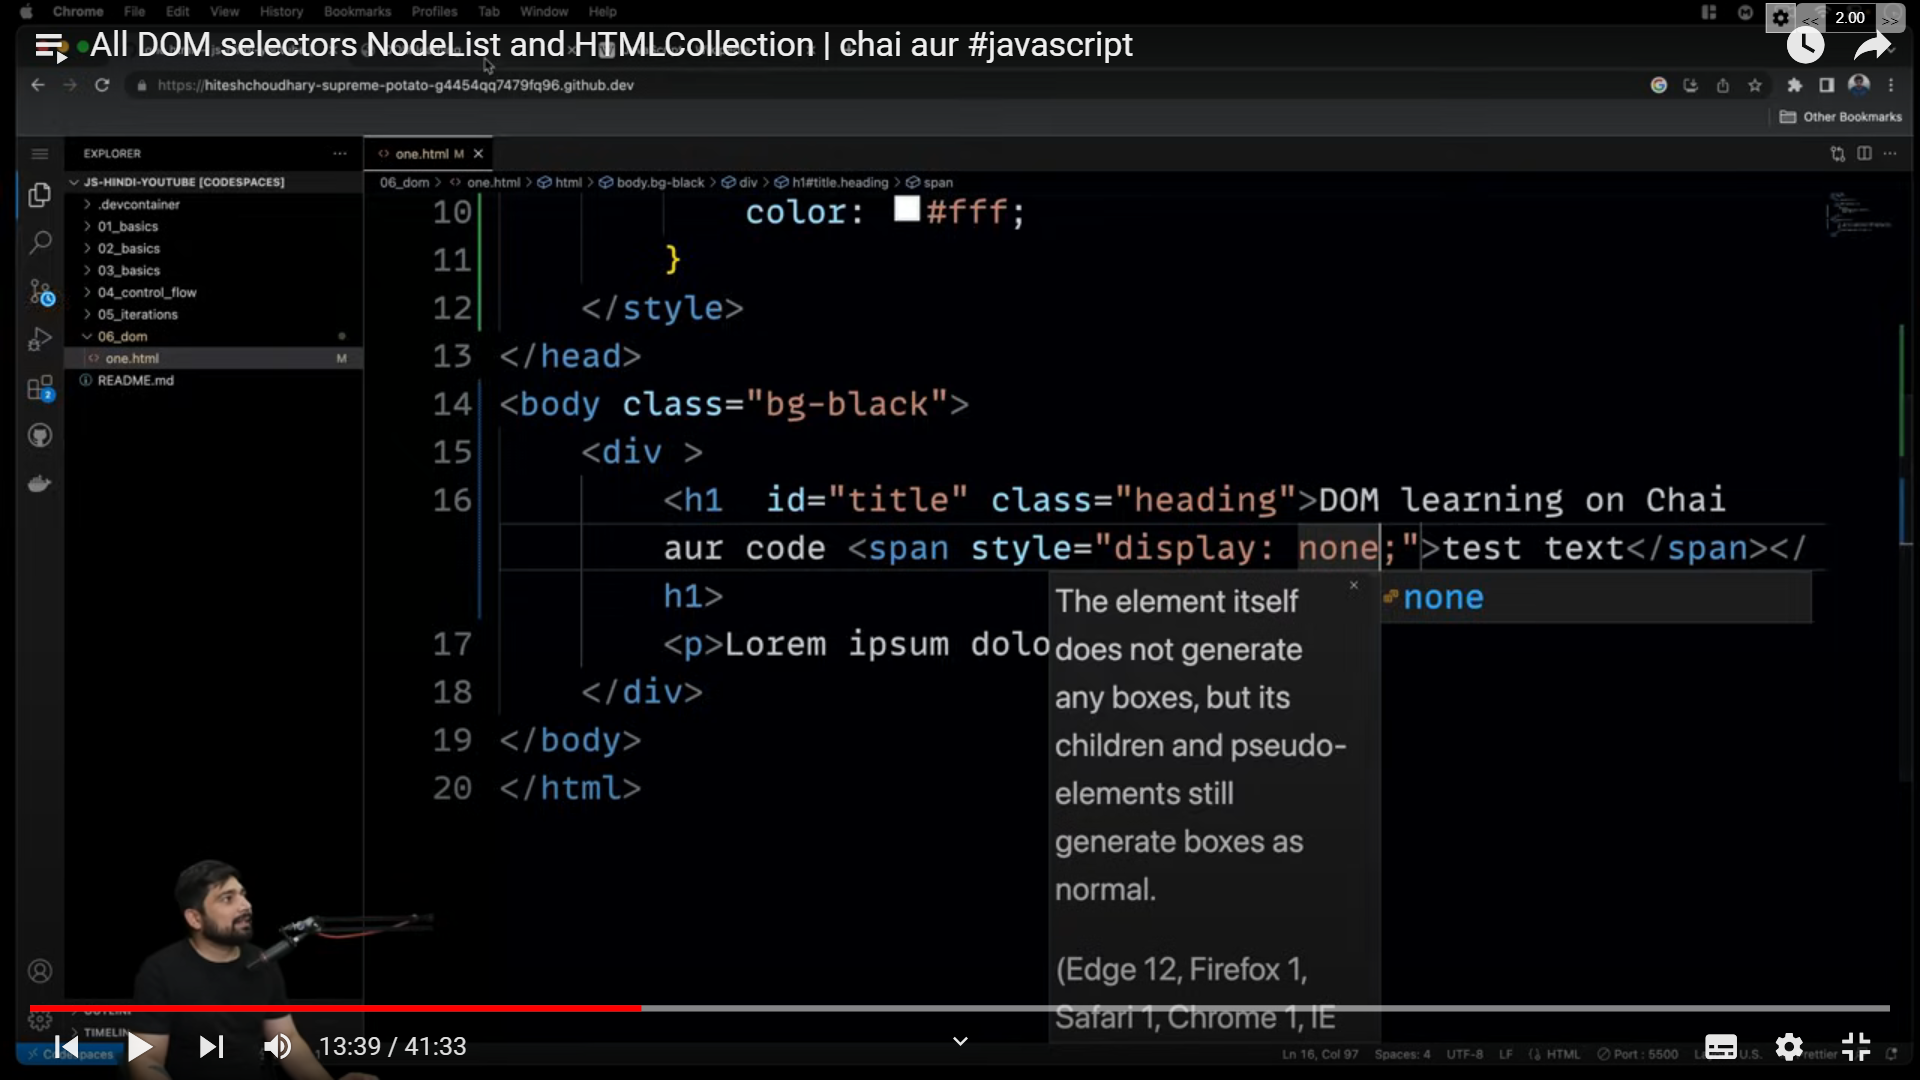 Chrome File Edit View History Bookmarks Profiles Tab Window Help
<< 2.00 >>
All DOM selectors NodeList and HTMLCollection | chai aur #javascript
https://hiteshchoudhary-supreme-potato-g4454qq7479fq96.github.dev
Other Bookmarks
EXPLORER ...
one.html M
JS-HINDI-YOUTUBE [CODESPACES]
06_dom > one.html > html > body.bg-black > div > h1#title.heading > span
.devcontainer
01_basics
02_basics
03_basics
04_control_flow
05_iterations
06_dom
one.html M
README.md
2
10 color: #fff;
11 }
12 </style>
13 </head>
14 <body class="bg-black">
15 <div >
16 <h1  id="title" class="heading">DOM learning on Chai
aur code <span style="display: none;">test text</span></
h1>
none
17 <p>Lorem ipsum dolo
18 </div>
19 </body>
20 </html>
The element itself
does not generate
any boxes, but its
children and pseudo-
elements still
generate boxes as
normal.
(Edge 12, Firefox 1,
Safari 1, Chrome 1, IE
13:39 / 41:33
Ln 16, Col 97 Spaces: 4 UTF-8 LF HTML Port : 5500